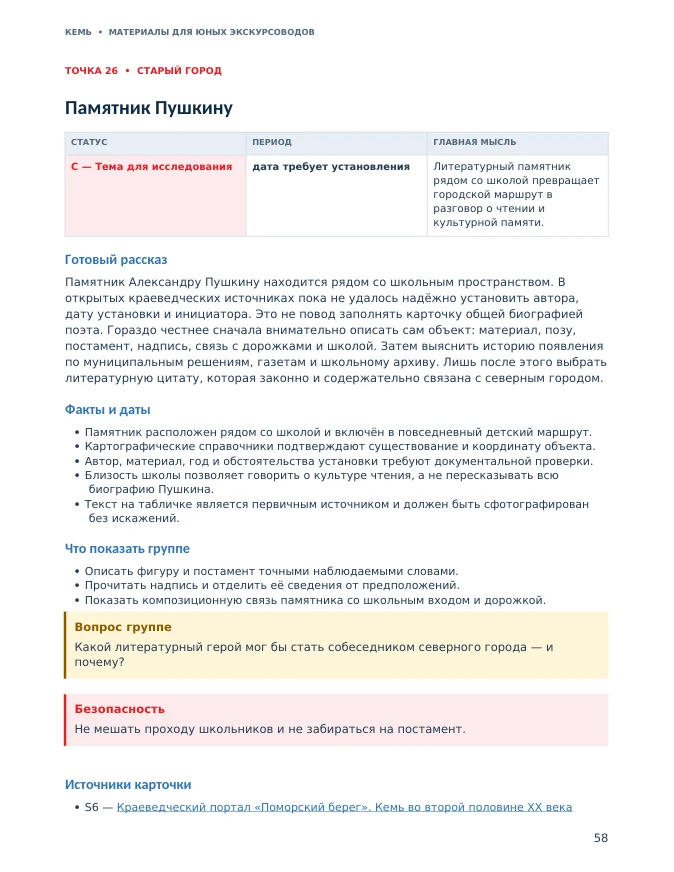 КЕМЬ • МАТЕРИАЛЫ ДЛЯ ЮНЫХ ЭКСКУРСОВОДОВ
ТОЧКА 26 • СТАРЫЙ ГОРОД
Памятник Пушкину
СТАТУС
ПЕРИОД
ГЛАВНАЯ МЫСЛЬ
С — Тема для исследования
дата требует установления
Литературный памятник
рядом со школой превращает
городской маршрут в
разговор о чтении и
культурной памяти.
Готовый рассказ
Памятник Александру Пушкину находится рядом со школьным пространством. В
открытых краеведческих источниках пока не удалось надёжно установить автора,
дату установки и инициатора. Это не повод заполнять карточку общей биографией
поэта. Гораздо честнее сначала внимательно описать сам объект: материал, позу,
постамент, надпись, связь с дорожками и школой. Затем выяснить историю появления
по муниципальным решениям, газетам и школьному архиву. Лишь после этого выбрать
литературную цитату, которая законно и содержательно связана с северным городом.
Факты и даты
• Памятник расположен рядом со школой и включён в повседневный детский маршрут.
• Картографические справочники подтверждают существование и координату объекта.
• Автор, материал, год и обстоятельства установки требуют документальной проверки.
• Близость школы позволяет говорить о культуре чтения, а не пересказывать всю
биографию Пушкина.
• Текст на табличке является первичным источником и должен быть сфотографирован
без искажений.
Что показать группе
• Описать фигуру и постамент точными наблюдаемыми словами.
• Прочитать надпись и отделить её сведения от предположений.
• Показать композиционную связь памятника со школьным входом и дорожкой.
Вопрос группе
Какой литературный герой мог бы стать собеседником северного города — и
почему?
Безопасность
Не мешать проходу школьников и не забираться на постамент.
Источники карточки
• S6 — Краеведческий портал «Поморский берег». Кемь во второй половине XX века
58